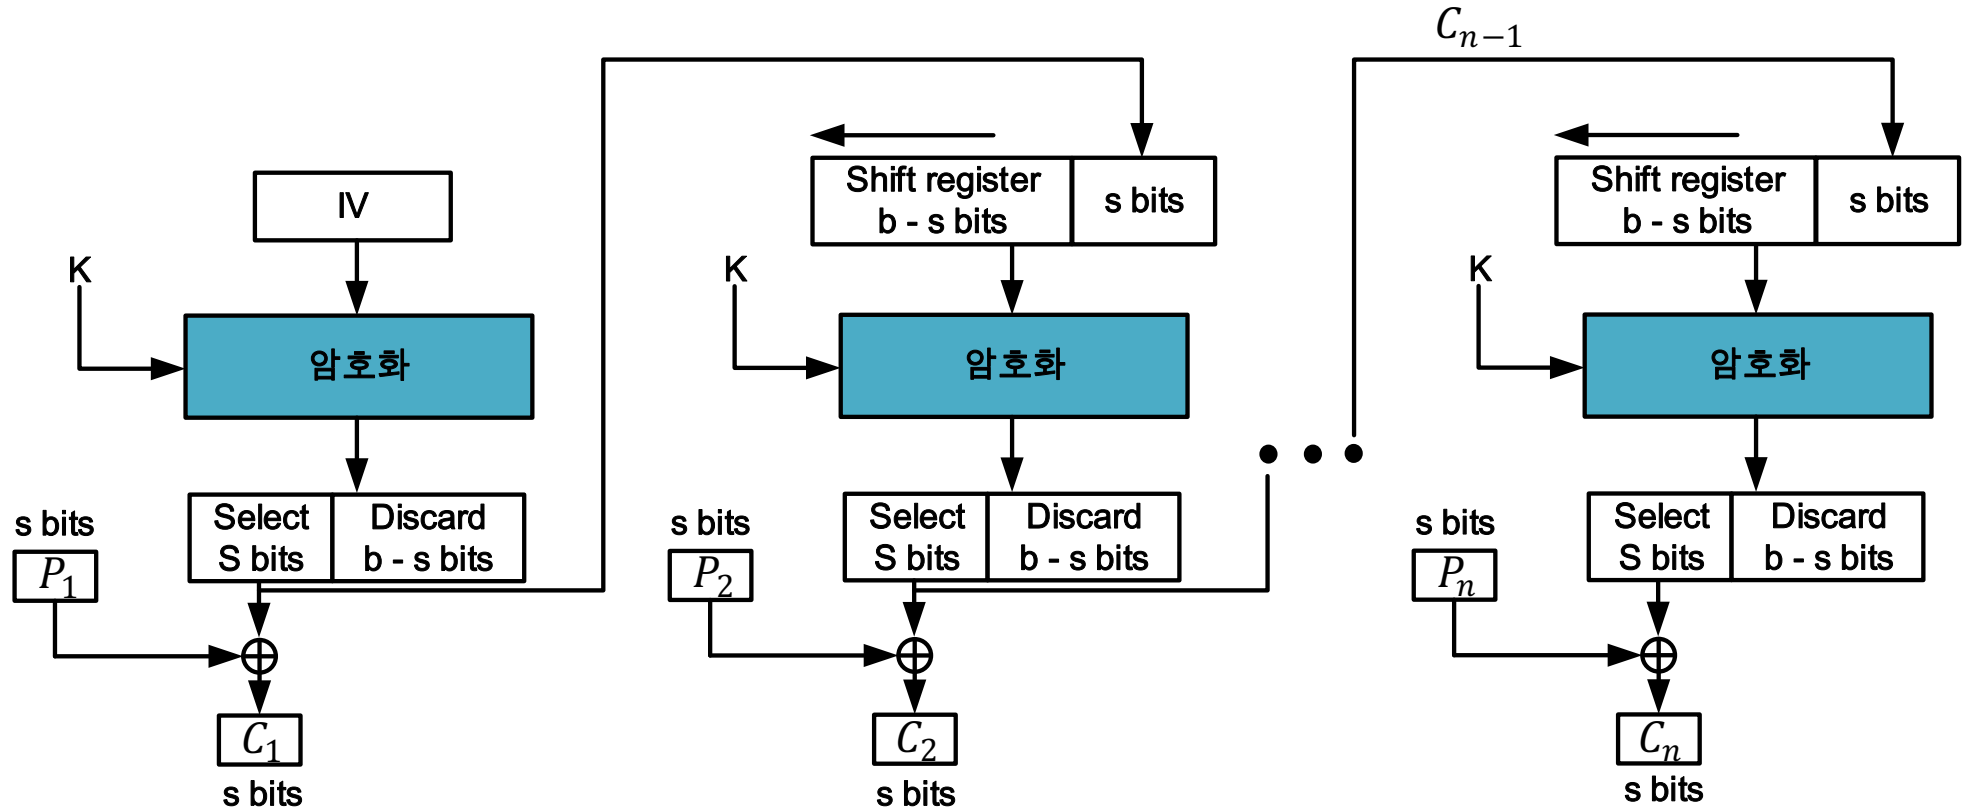 C_{n-1}
IV
K
암호화
Select
S bits
Discard
b - s bits
s bits
P_1
C_1
s bits
Shift register
b - s bits
s bits
K
암호화
Select
S bits
Discard
b - s bits
s bits
P_2
C_2
s bits
Shift register
b - s bits
s bits
K
암호화
Select
S bits
Discard
b - s bits
s bits
P_n
C_n
s bits